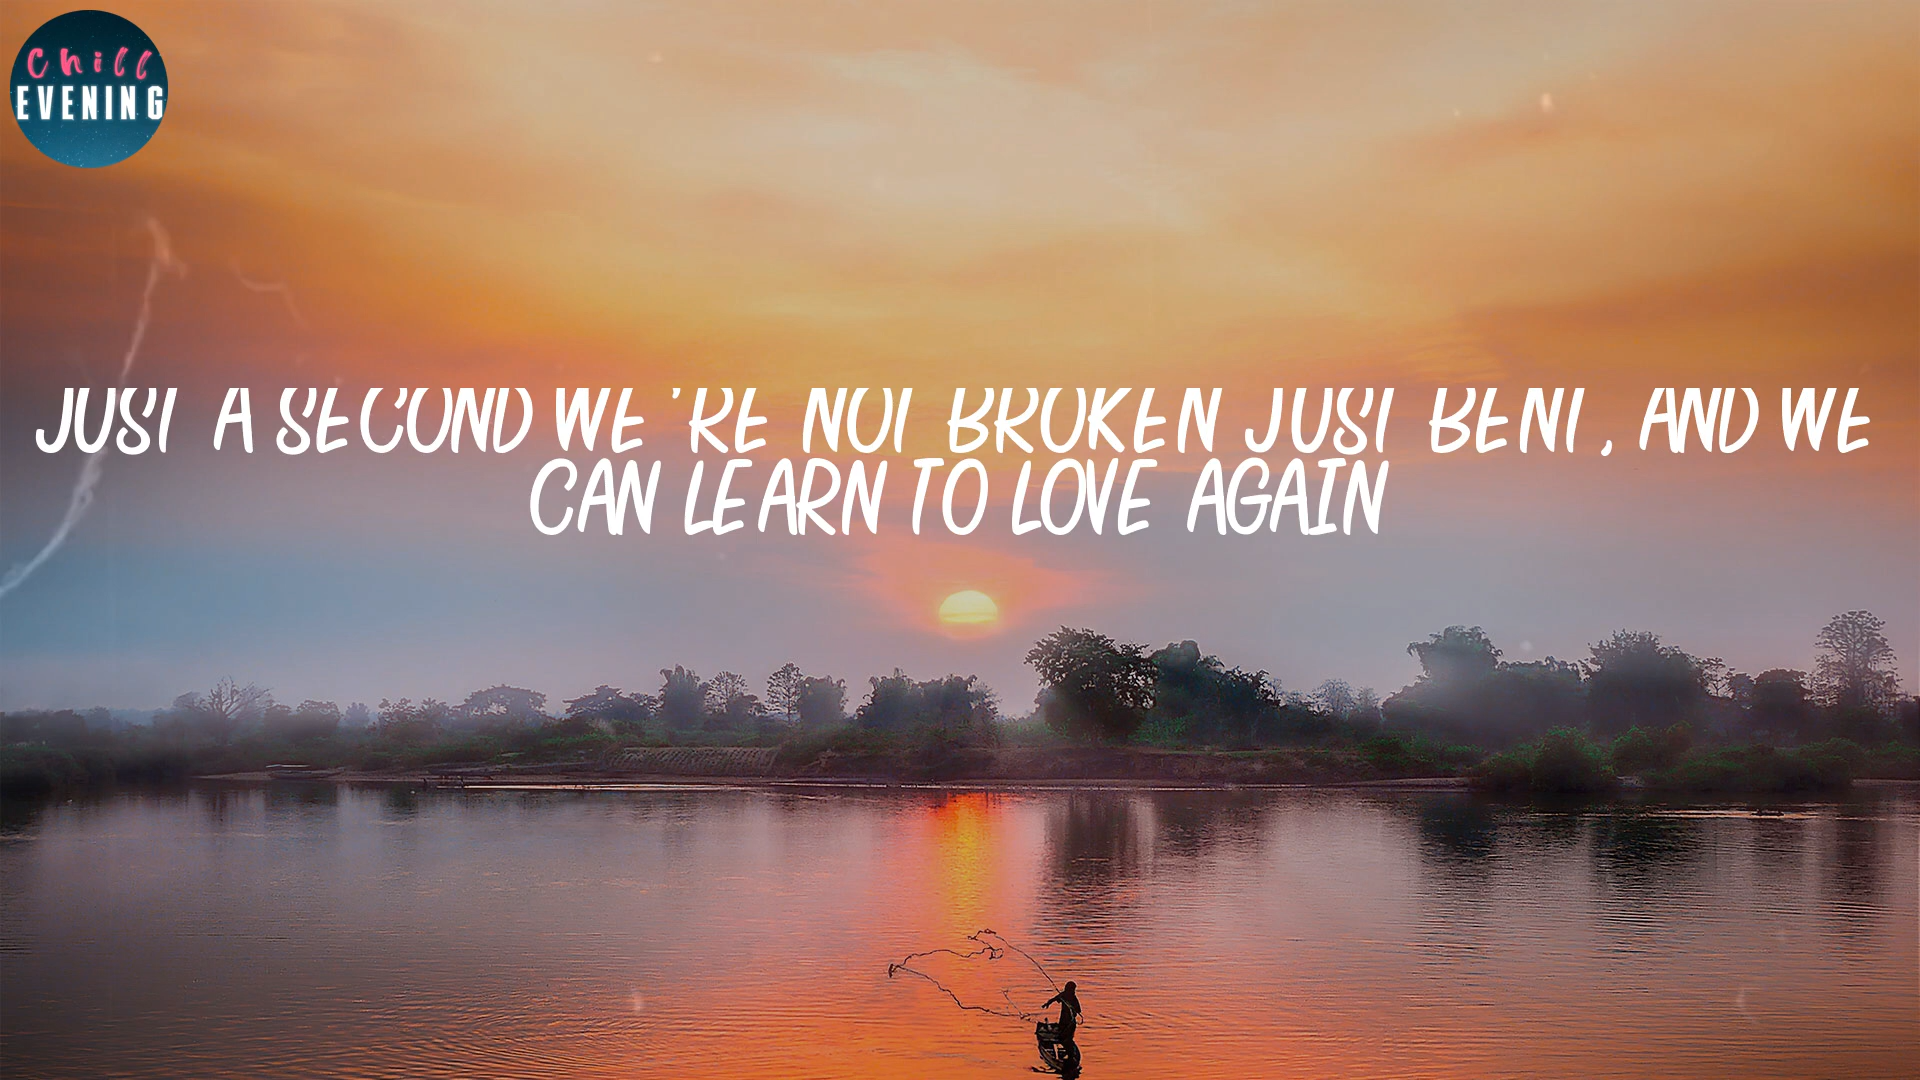 Chill
EVENING
JUST A SECOND WE'RE NOT BROKEN JUST BENT, AND WE
CAN LEARN TO LOVE AGAIN